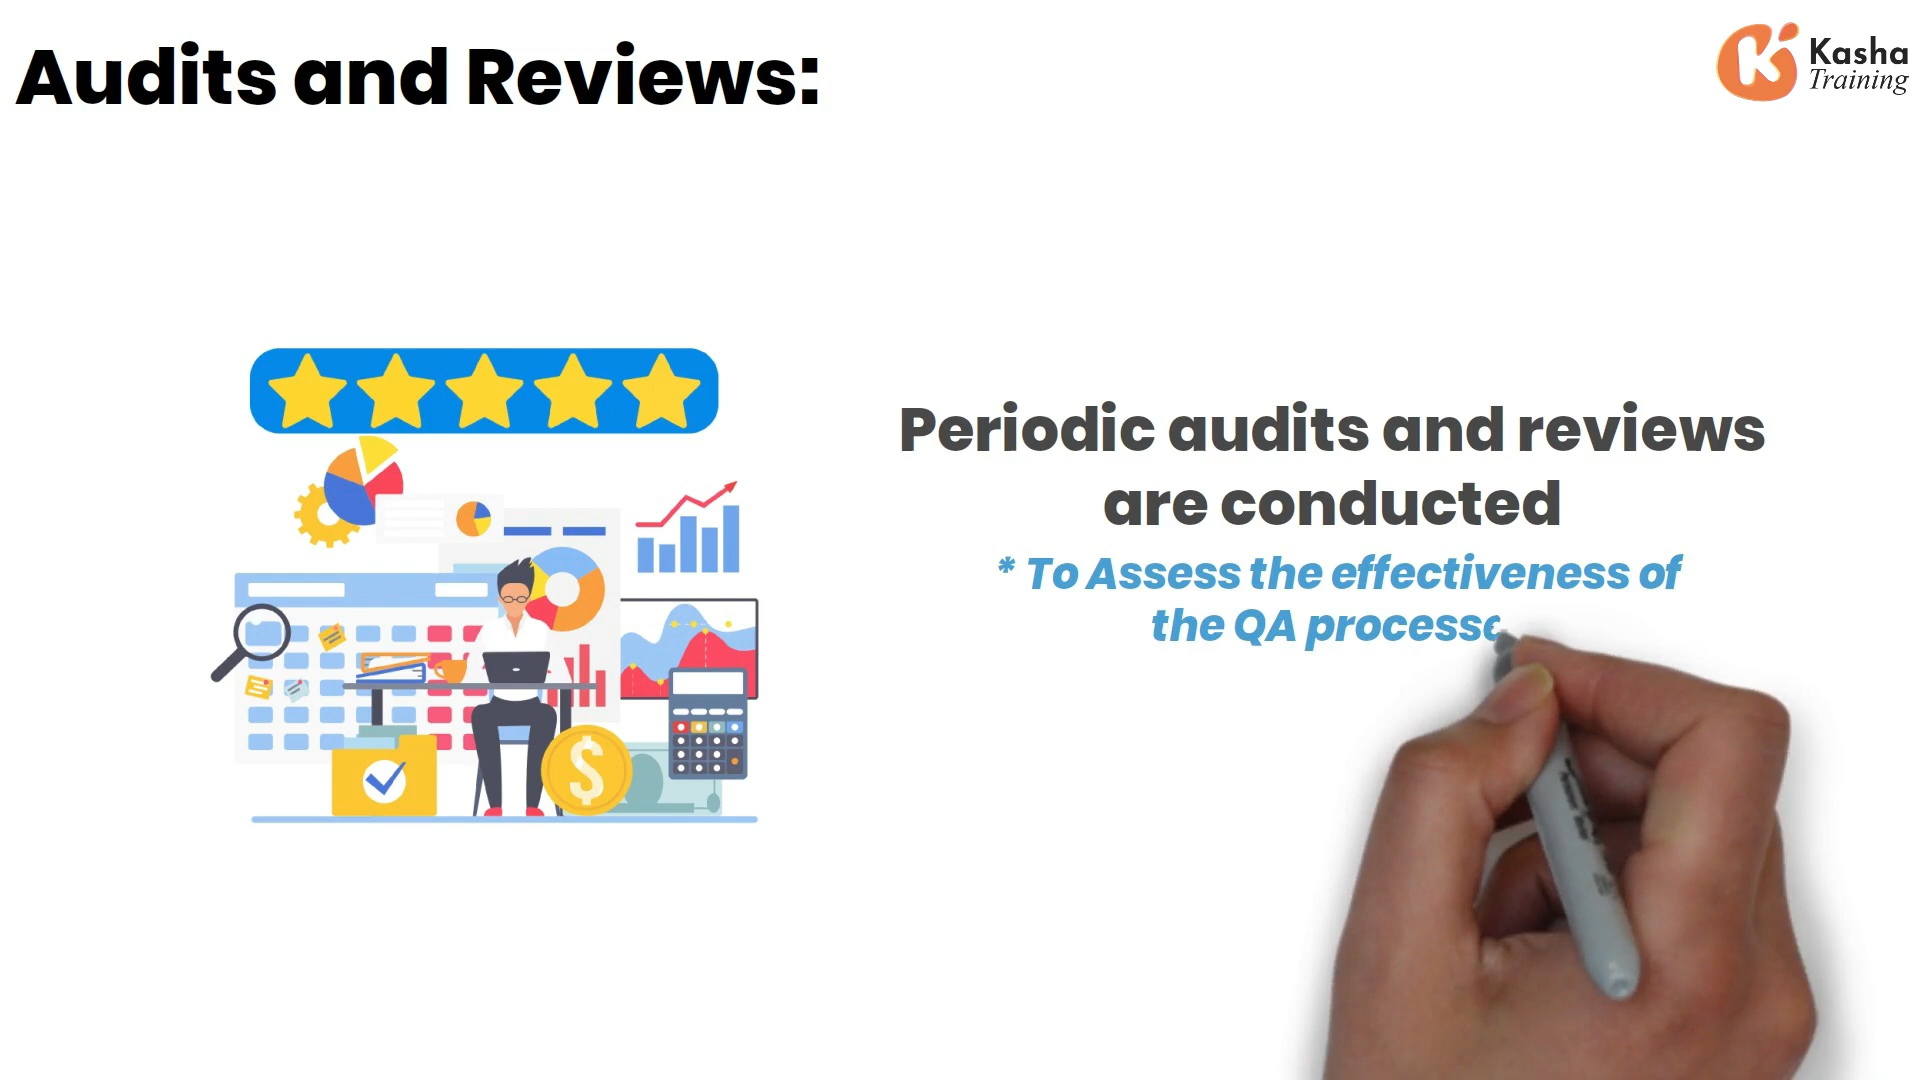 Audits and Reviews:
Kasha
Training
Periodic audits and reviews
are conducted
* To Assess the effectiveness of
the QA processe